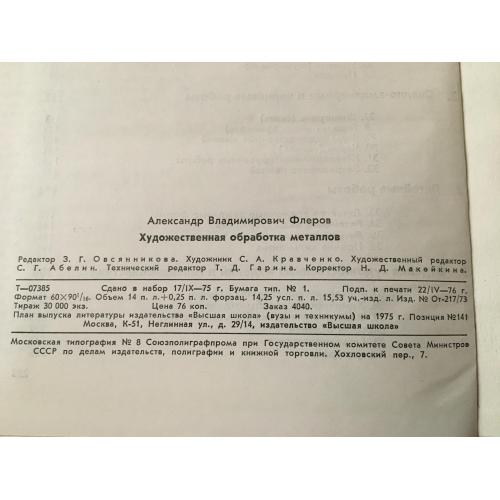 Александр Владимирович Флеров
Художественная обработка металлов
Редактор З. Г. Овсянникова. Художник С. А. Кравченко. Художественный редактор
С. Г. Абелин. Технический редактор Т. Д. Гарина. Корректор Н. Д. Макейкина.
Т—07385 Сдано в набор 17/IX—75 г. Бумага тип. № 1. Подп. к печати 22/IV—76 г.
Формат 60×90¹/₁₆. Объем 14 п. л.+0,25 п. л. форзац. 14,25 усл. п. л. 15,53 уч.-изд. л. Изд. № От-217/73
Тираж 30 000 экз. Цена 76 коп. Заказ 4040.
План выпуска литературы издательства «Высшая школа» (вузы и техникумы) на 1975 г. Позиция №141
Москва, К-51, Неглинная ул., д. 29/14, издательство «Высшая школа»
Московская типография № 8 Союзполиграфпрома при Государственном комитете Совета Министров
СССР по делам издательств, полиграфии и книжной торговли. Хохловский пер., 7.